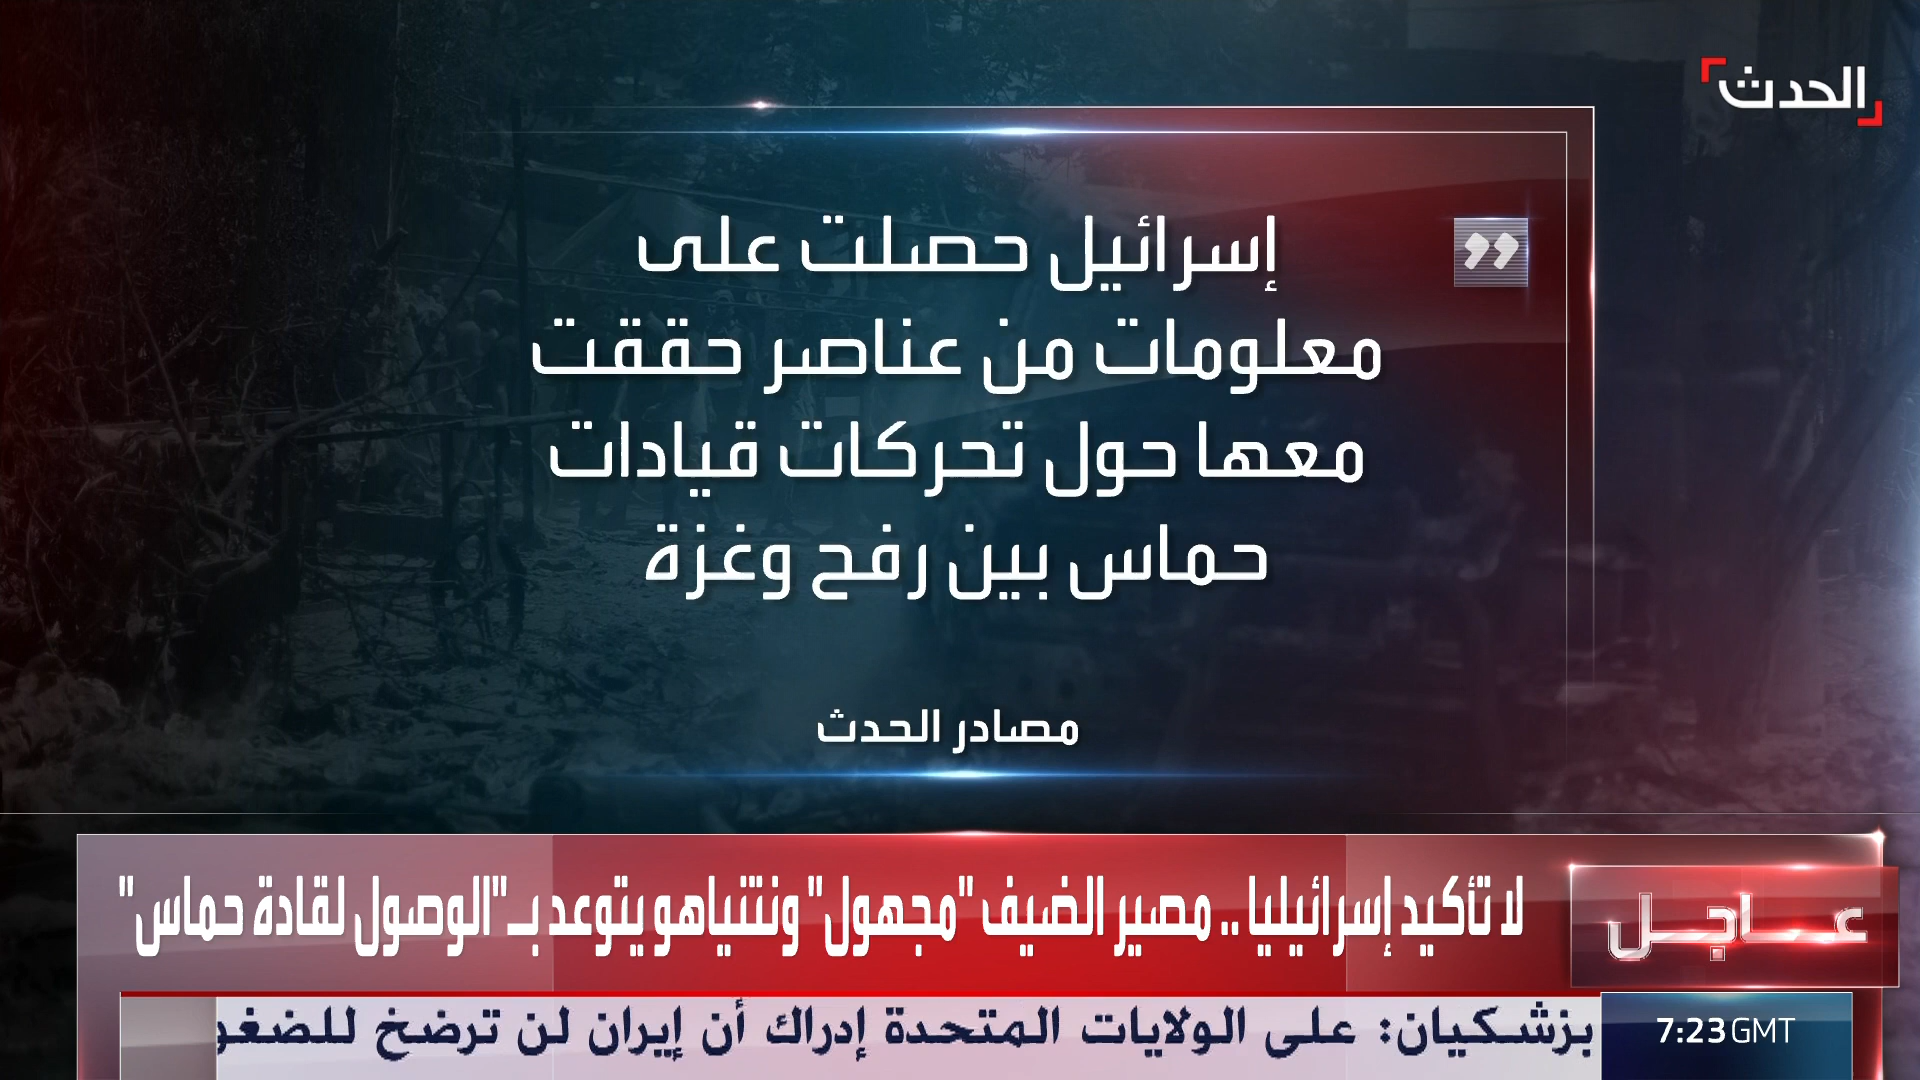 الحدث
إسرائيل حصلت على
معلومات من عناصر حققت
معها حول تحركات قيادات
حماس بين رفح وغزة
مصادر الحدث
عاجل
لا تأكيد إسرائيليا .. مصير الضيف "مجهول" ونتنياهو يتوعد بـ "الوصول لقادة حماس"
7:23 GMT
بزشكيان: على الولايات المتحدة إدراك أن إيران لن ترضخ